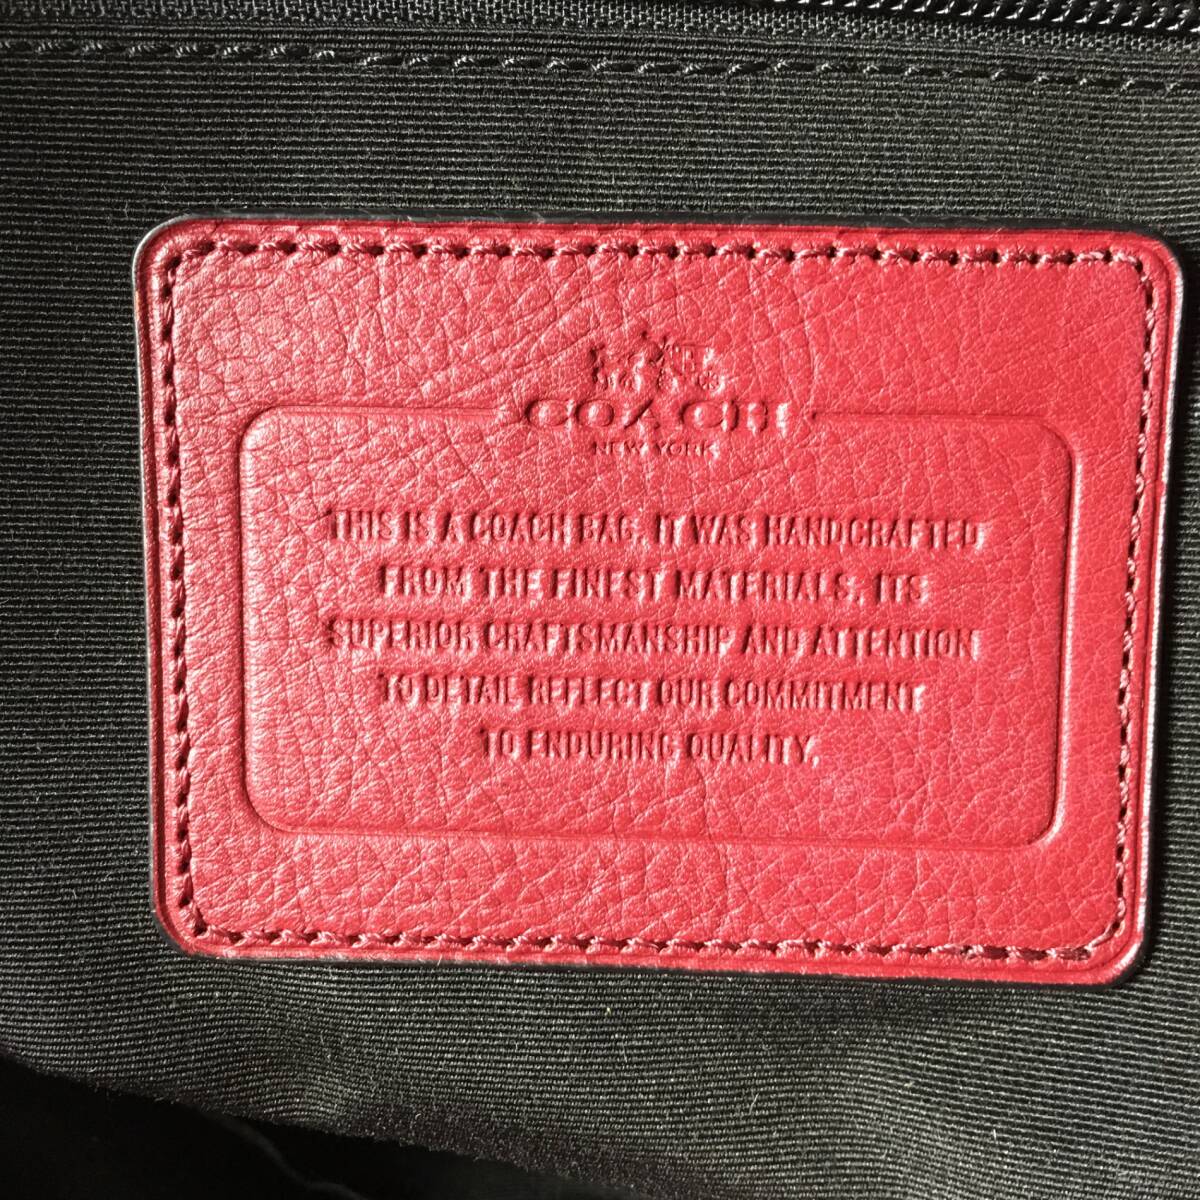 COACH
NEW YORK
THIS IS A COACH BAG. IT WAS HANDCRAFTED
FROM THE FINEST MATERIALS. ITS
SUPERIOR CRAFTSMANSHIP AND ATTENTION
TO DETAIL REFLECT OUR COMMITMENT
TO ENDURING QUALITY.